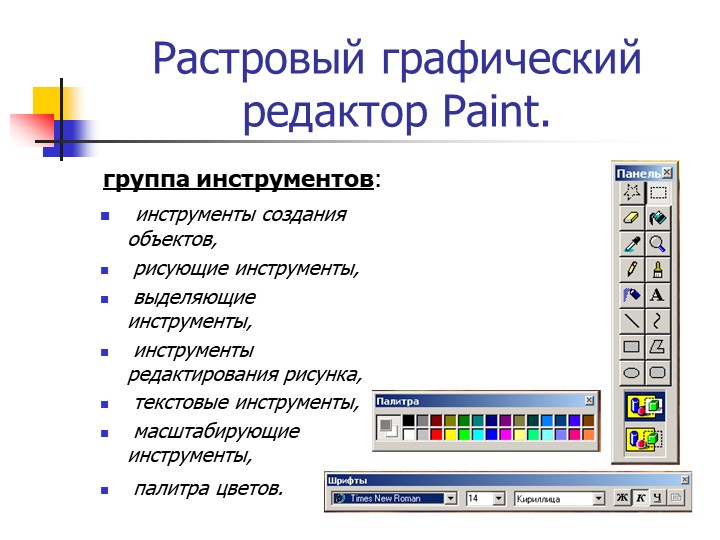 Растровый графический
редактор Paint.
группа инструментов:
инструменты создания
объектов,
рисующие инструменты,
выделяющие
инструменты,
инструменты
редактирования рисунка,
текстовые инструменты,
масштабирующие
инструменты,
палитра цветов.
Панель
A
Палитра
Шрифты
Times New Roman 14 Кириллица Ж К Ч